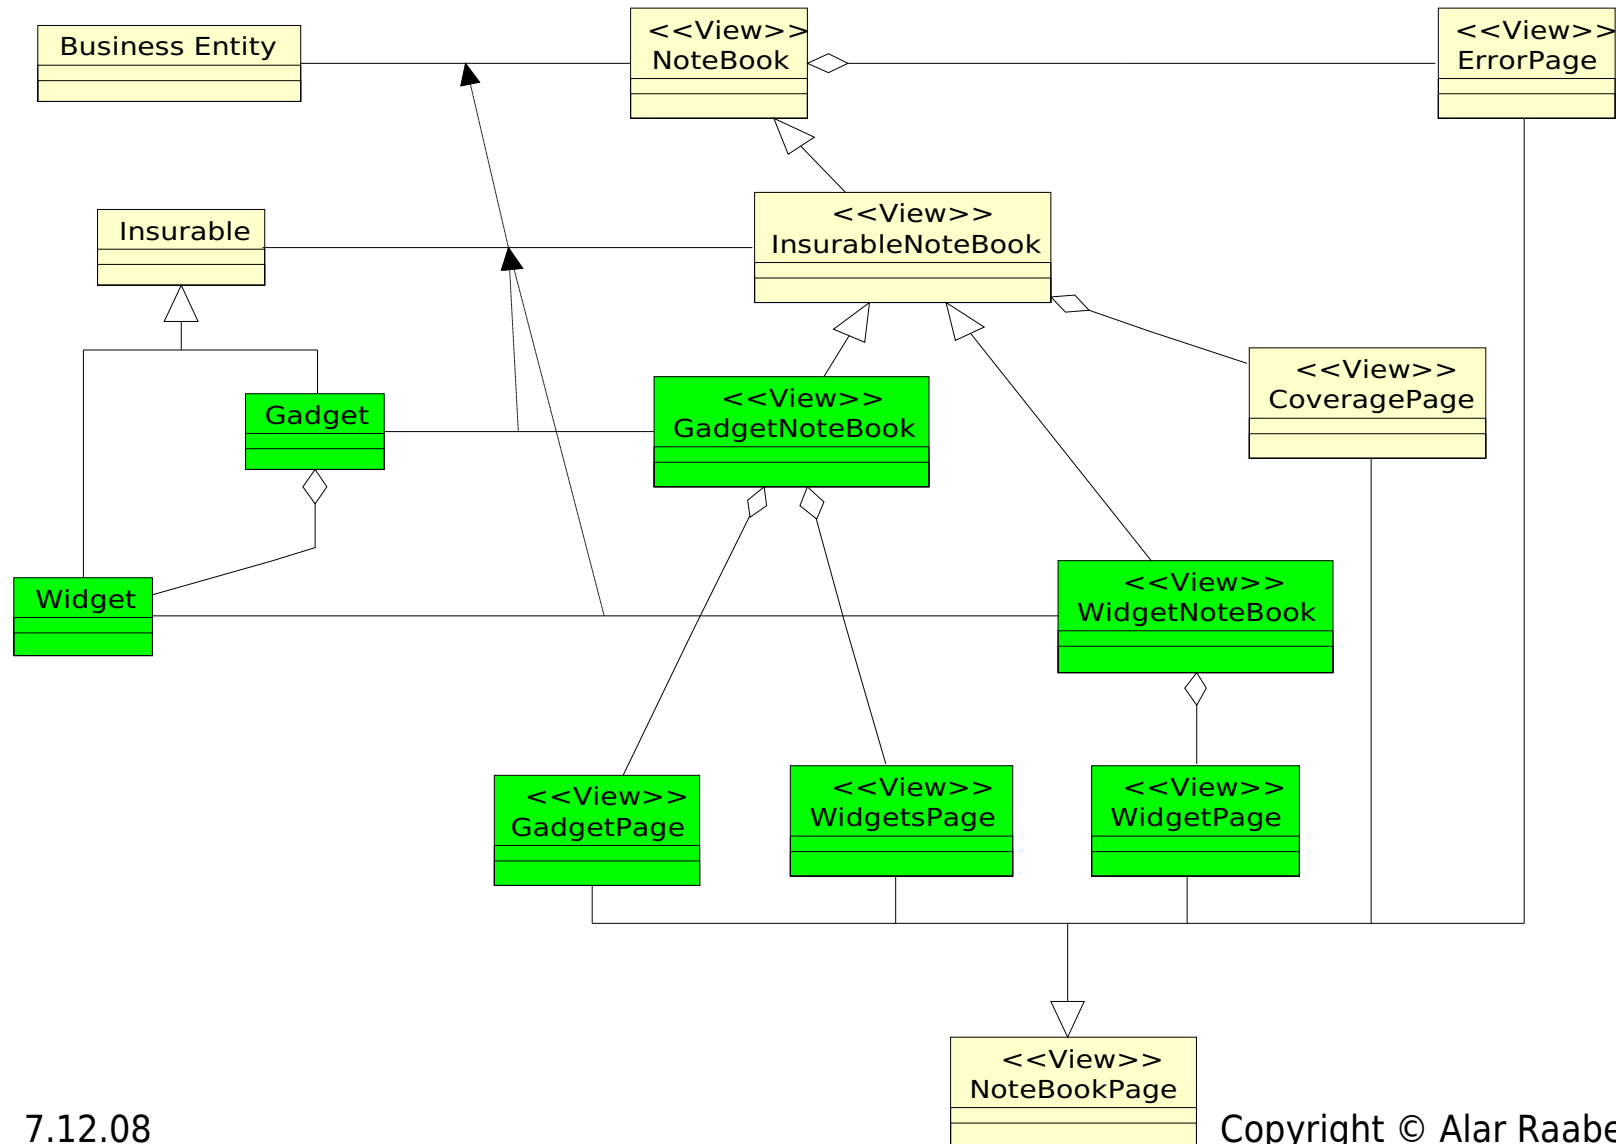 Business Entity
<<View>>
NoteBook
<<View>>
ErrorPage
Insurable
<<View>>
InsurableNoteBook
<<View>>
CoveragePage
Gadget
<<View>>
GadgetNoteBook
Widget
<<View>>
WidgetNoteBook
<<View>>
GadgetPage
<<View>>
WidgetsPage
<<View>>
WidgetPage
<<View>>
NoteBookPage
7.12.08
Copyright © Alar Raabe